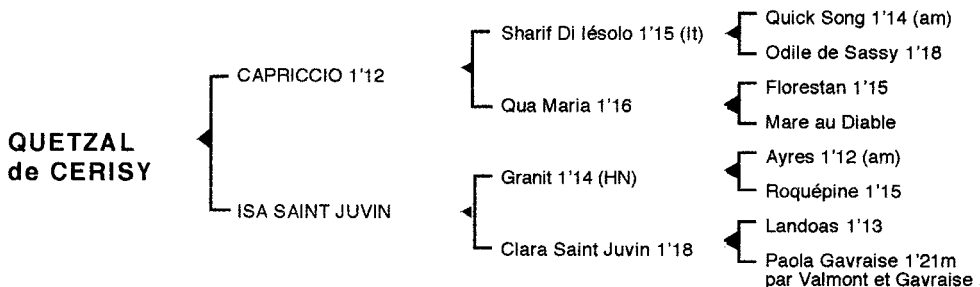 QUETZAL
de CERISY
CAPRICCIO 1'12
ISA SAINT JUVIN
Sharif Di Iésolo 1'15 (It)
Qua Maria 1'16
Granit 1'14 (HN)
Clara Saint Juvin 1'18
Quick Song 1'14 (am)
Odile de Sassy 1'18
Florestan 1'15
Mare au Diable
Ayres 1'12 (am)
Roquépine 1'15
Landoas 1'13
Paola Gavraise 1'21m
par Valmont et Gavraise